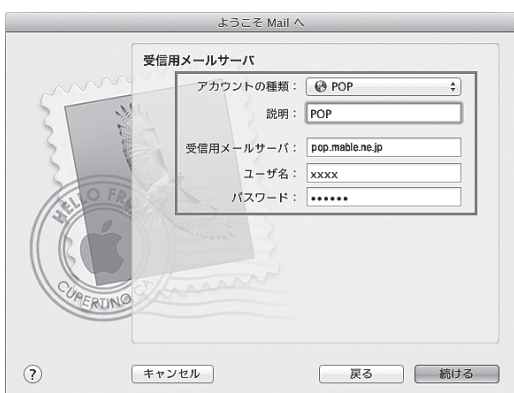 ようこそ Mail へ
受信用メールサーバ
アカウントの種類： POP
説明： POP
受信用メールサーバ： pop.mable.ne.jp
ユーザ名： xxxx
パスワード： ••••••
HELLO FR
CUPERTINO CA
? キャンセル 戻る 続ける